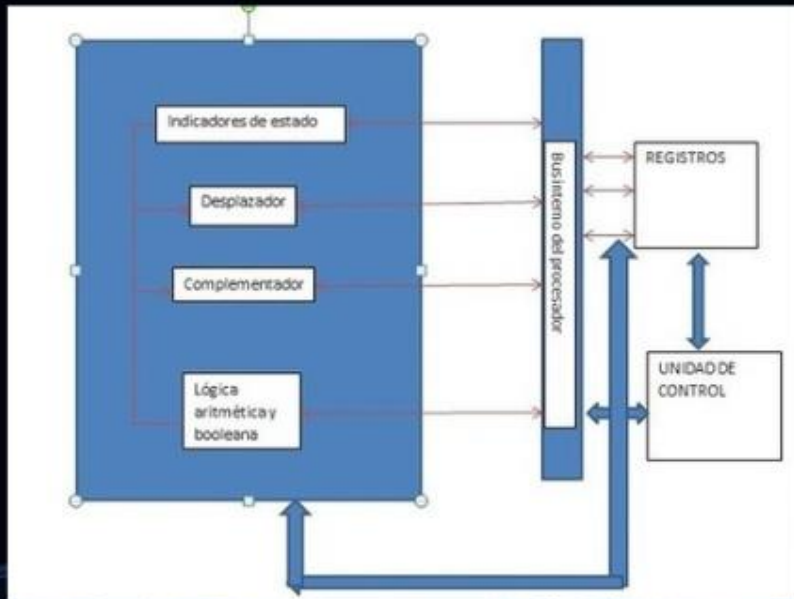 Indicadores de estado
Desplazador
Complementador
Lógica
aritmética y
booleana
Bus interno del procesador
REGISTROS
UNIDAD DE
CONTROL